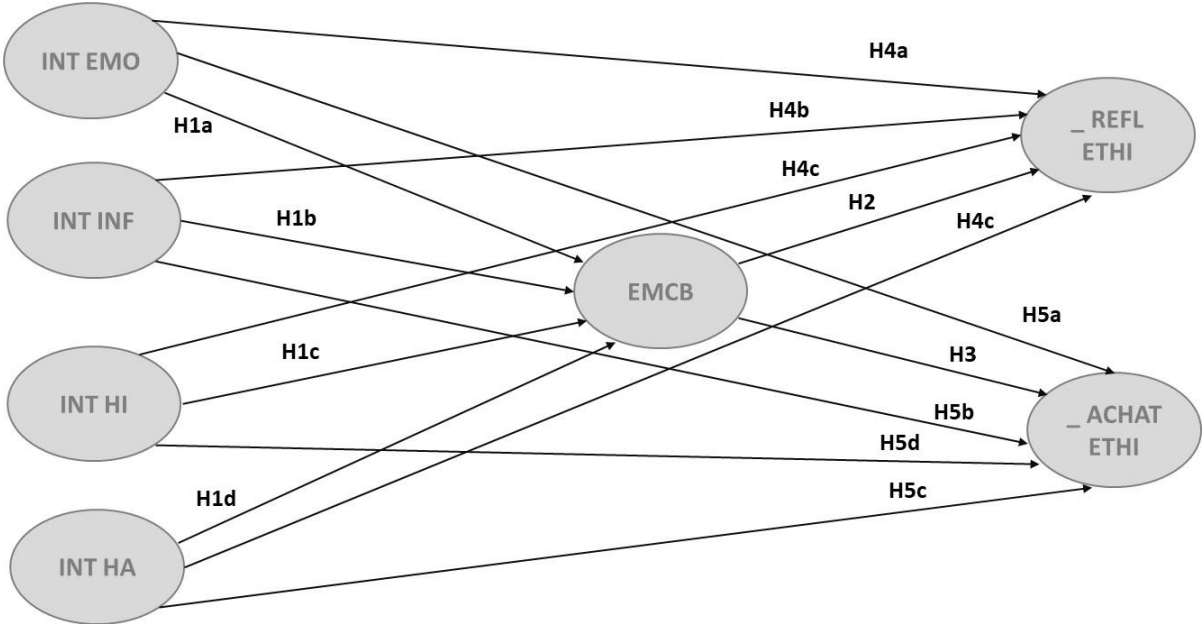 INT EMO
H4a
_ REFL
ETHI
H4b
H1a
H4c
H2
H4c
INT INF
H1b
EMCB
H5a
H1c
H3
INT HI
H5b
_ ACHAT
ETHI
H5d
H1d
H5c
INT HA